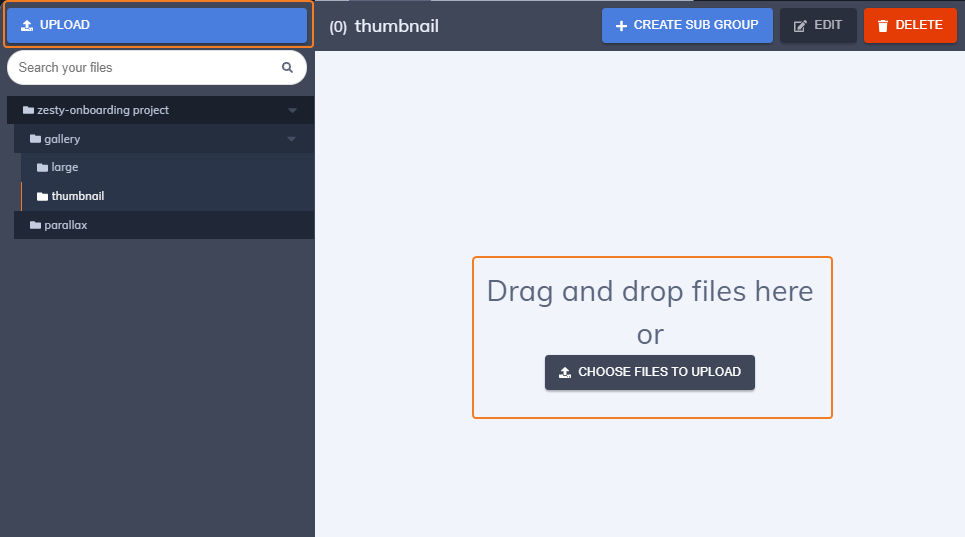 UPLOAD
Search your files
zesty-onboarding project
gallery
large
thumbnail
parallax
(0) thumbnail
CREATE SUB GROUP
EDIT
DELETE
Drag and drop files here
or
CHOOSE FILES TO UPLOAD